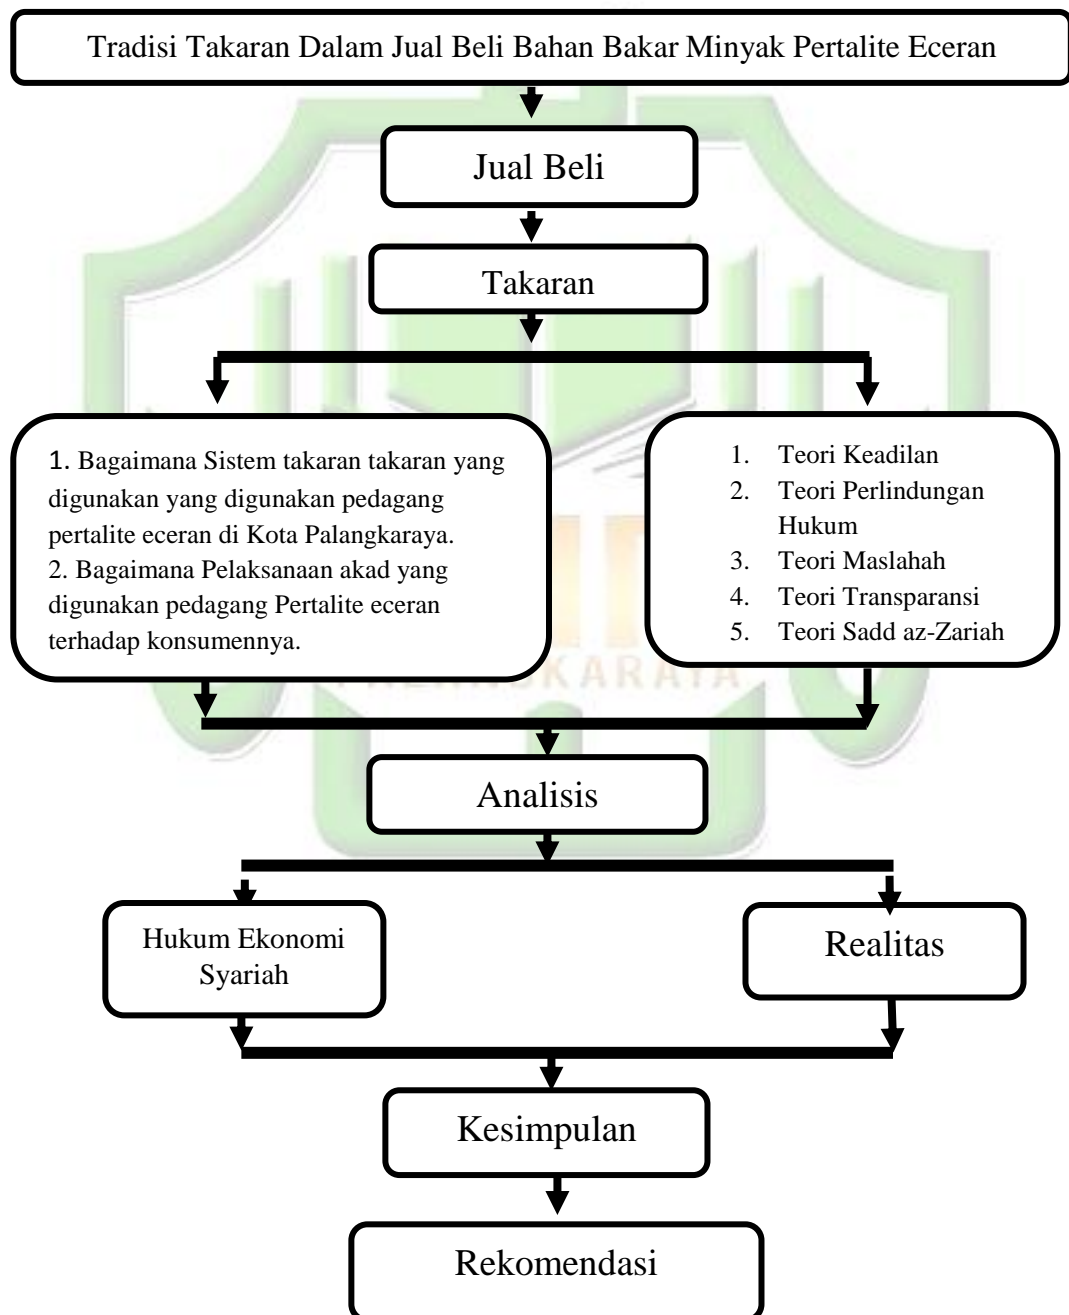 Tradisi Takaran Dalam Jual Beli Bahan Bakar Minyak Pertalite Eceran
Jual Beli
Takaran
1. Bagaimana Sistem takaran takaran yang
digunakan yang digunakan pedagang
pertalite eceran di Kota Palangkaraya.
2. Bagaimana Pelaksanaan akad yang
digunakan pedagang Pertalite eceran
terhadap konsumennya.
1. Teori Keadilan
2. Teori Perlindungan
Hukum
3. Teori Maslahah
4. Teori Transparansi
5. Teori Sadd az-Zariah
Analisis
Hukum Ekonomi
Syariah
Realitas
Kesimpulan
Rekomendasi